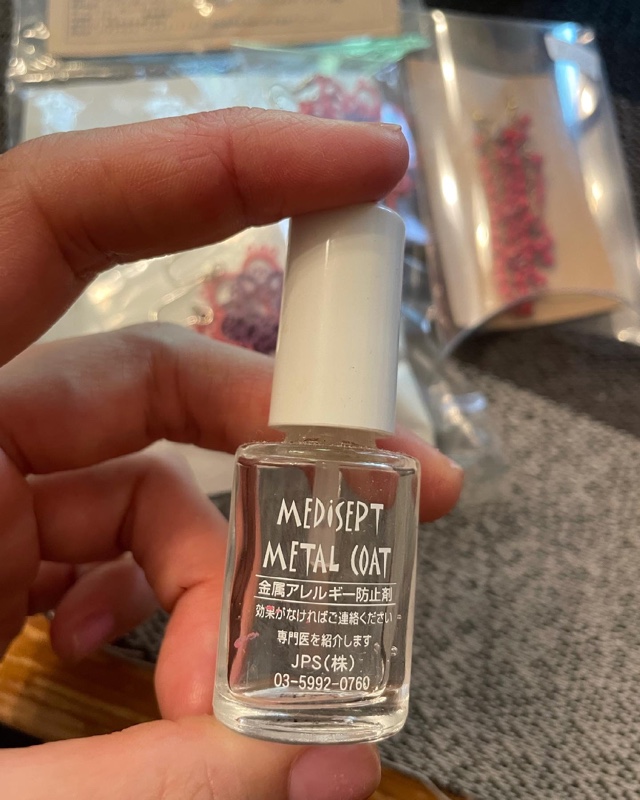 MEDiSEPT
METAL COAT
金属アレルギー防止剤
効果がなければご連絡ください
専門医を紹介します
JPS(株)
03-5992-0760